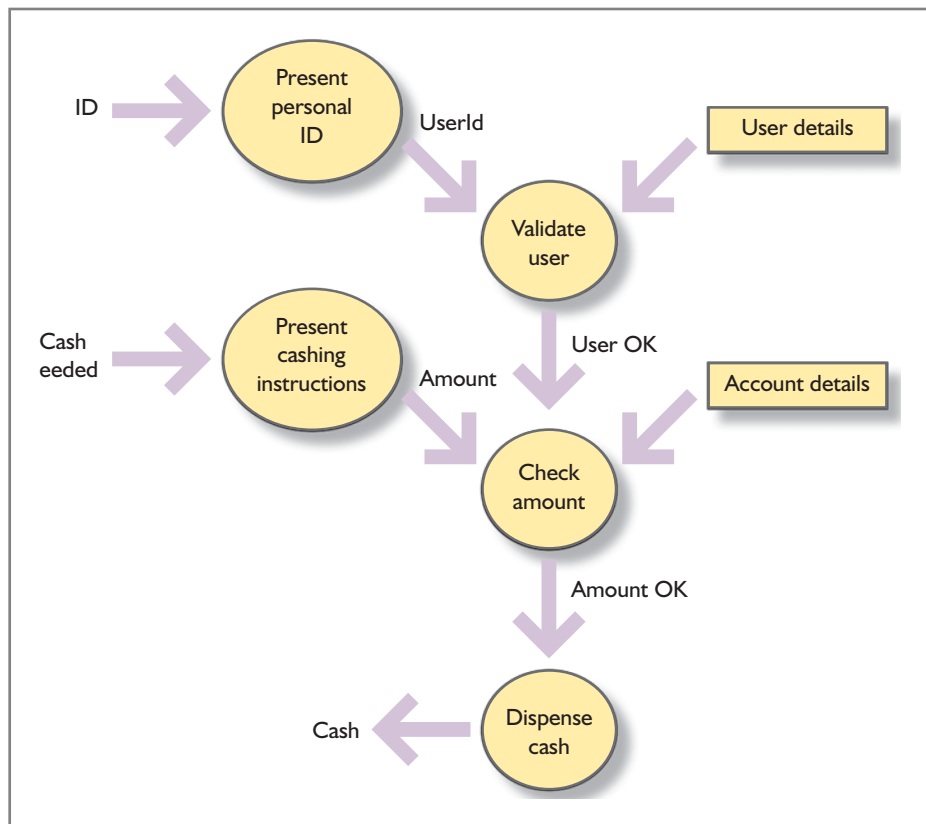 Present
personal
ID
ID
UserId
User details
Validate
user
Cash
eeded
Present
cashing
instructions
User OK
Amount
Account details
Check
amount
Amount OK
Cash
Dispense
cash